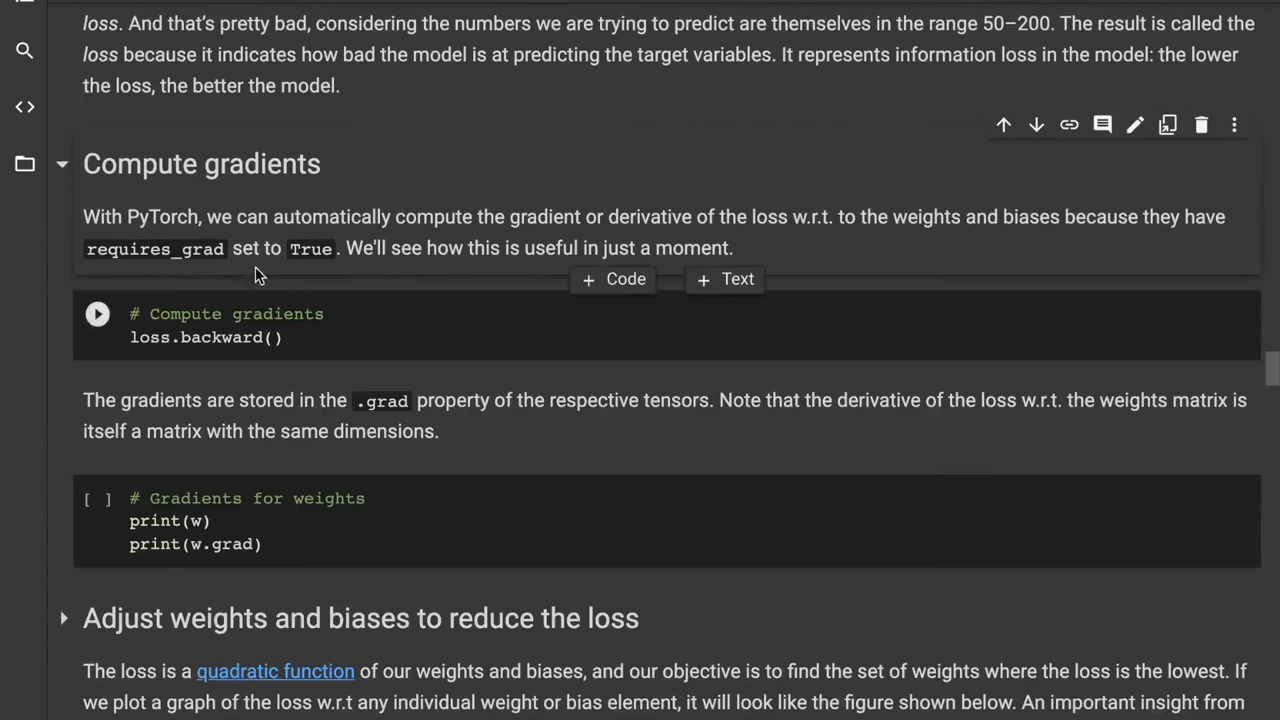 loss. And that's pretty bad, considering the numbers we are trying to predict are themselves in the range 50–200. The result is called the
loss because it indicates how bad the model is at predicting the target variables. It represents information loss in the model: the lower
the loss, the better the model.
Compute gradients
With PyTorch, we can automatically compute the gradient or derivative of the loss w.r.t. to the weights and biases because they have
requires_grad set to True. We'll see how this is useful in just a moment.
+ Code + Text
# Compute gradients
loss.backward()
The gradients are stored in the .grad property of the respective tensors. Note that the derivative of the loss w.r.t. the weights matrix is
itself a matrix with the same dimensions.
[ ] # Gradients for weights
print(w)
print(w.grad)
Adjust weights and biases to reduce the loss
The loss is a quadratic function of our weights and biases, and our objective is to find the set of weights where the loss is the lowest. If
we plot a graph of the loss w.r.t any individual weight or bias element, it will look like the figure shown below. An important insight from